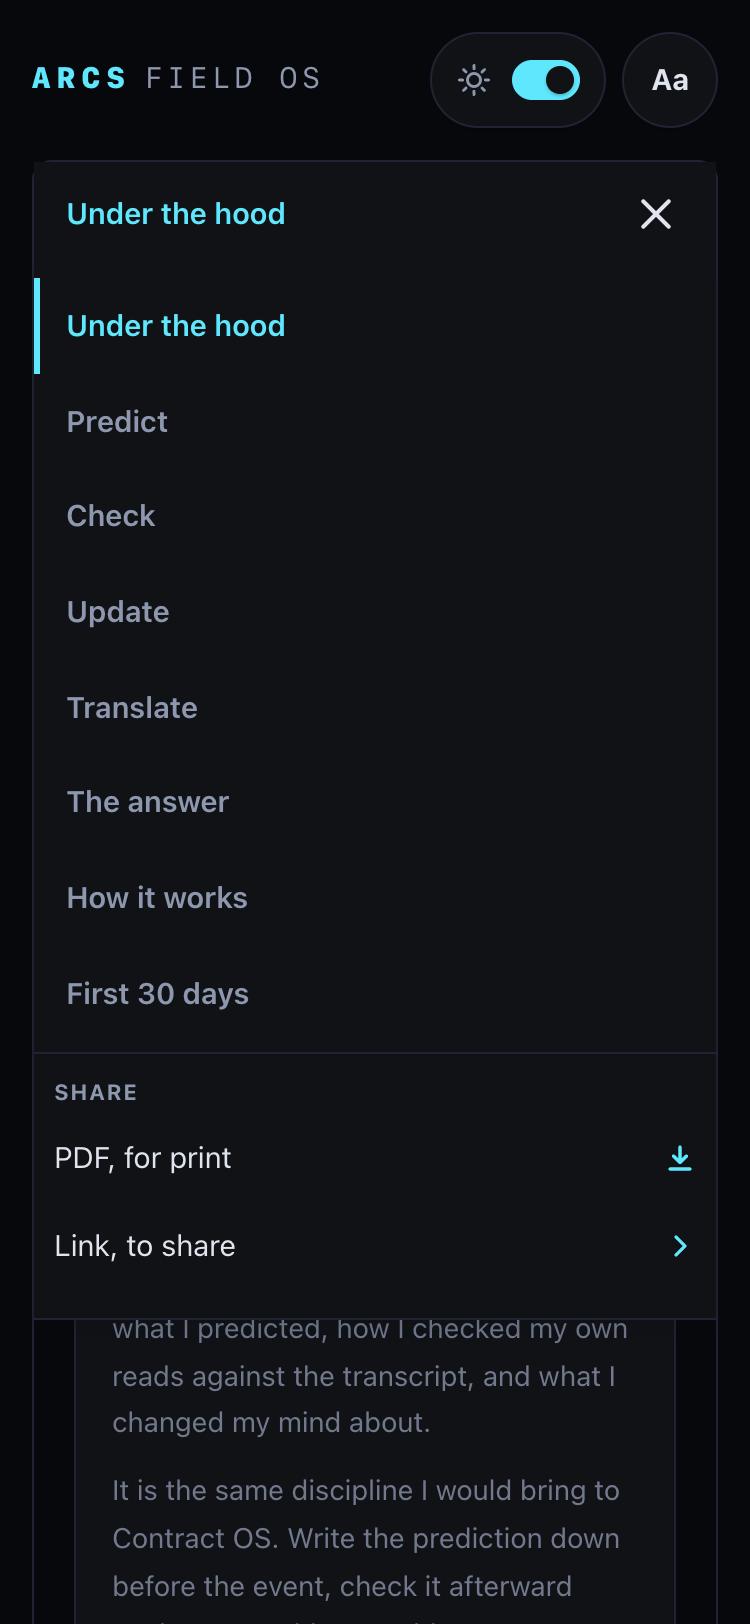 ARCS FIELD OS
Aa
Under the hood
Under the hood
Predict
Check
Update
Translate
The answer
How it works
First 30 days
SHARE
PDF, for print
Link, to share
what I predicted, how I checked my own
reads against the transcript, and what I
changed my mind about.
It is the same discipline I would bring to
Contract OS. Write the prediction down
before the event, check it afterward